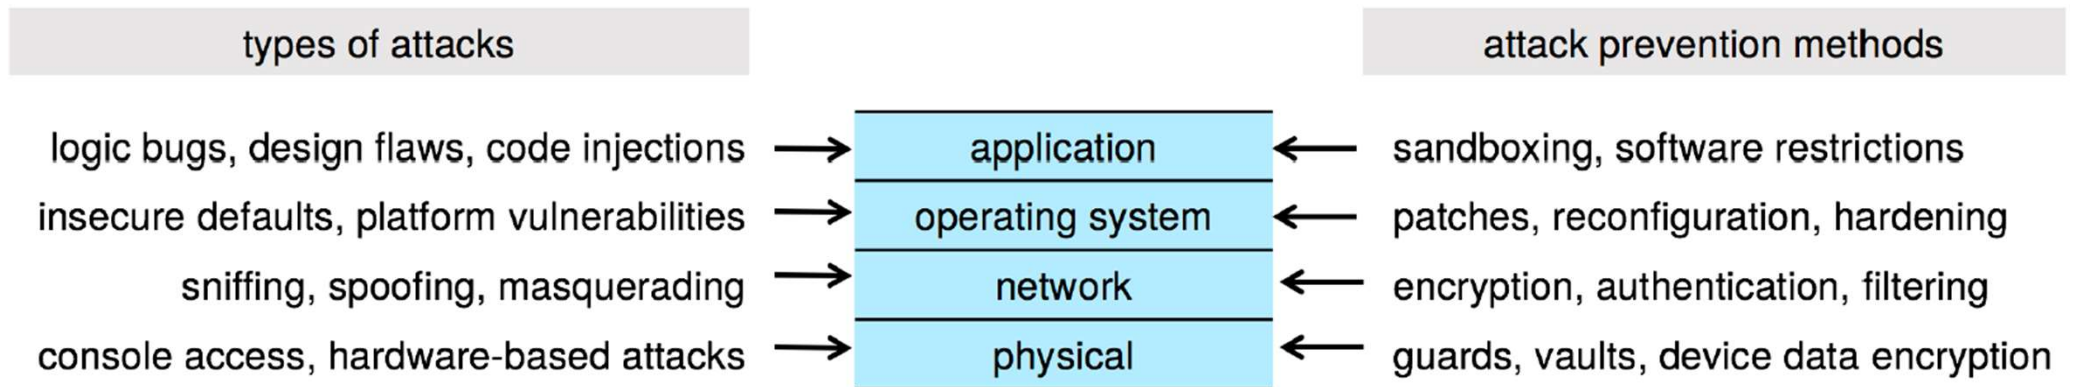 types of attacks
attack prevention methods
logic bugs, design flaws, code injections
application
sandboxing, software restrictions
insecure defaults, platform vulnerabilities
operating system
patches, reconfiguration, hardening
sniffing, spoofing, masquerading
network
encryption, authentication, filtering
console access, hardware-based attacks
physical
guards, vaults, device data encryption